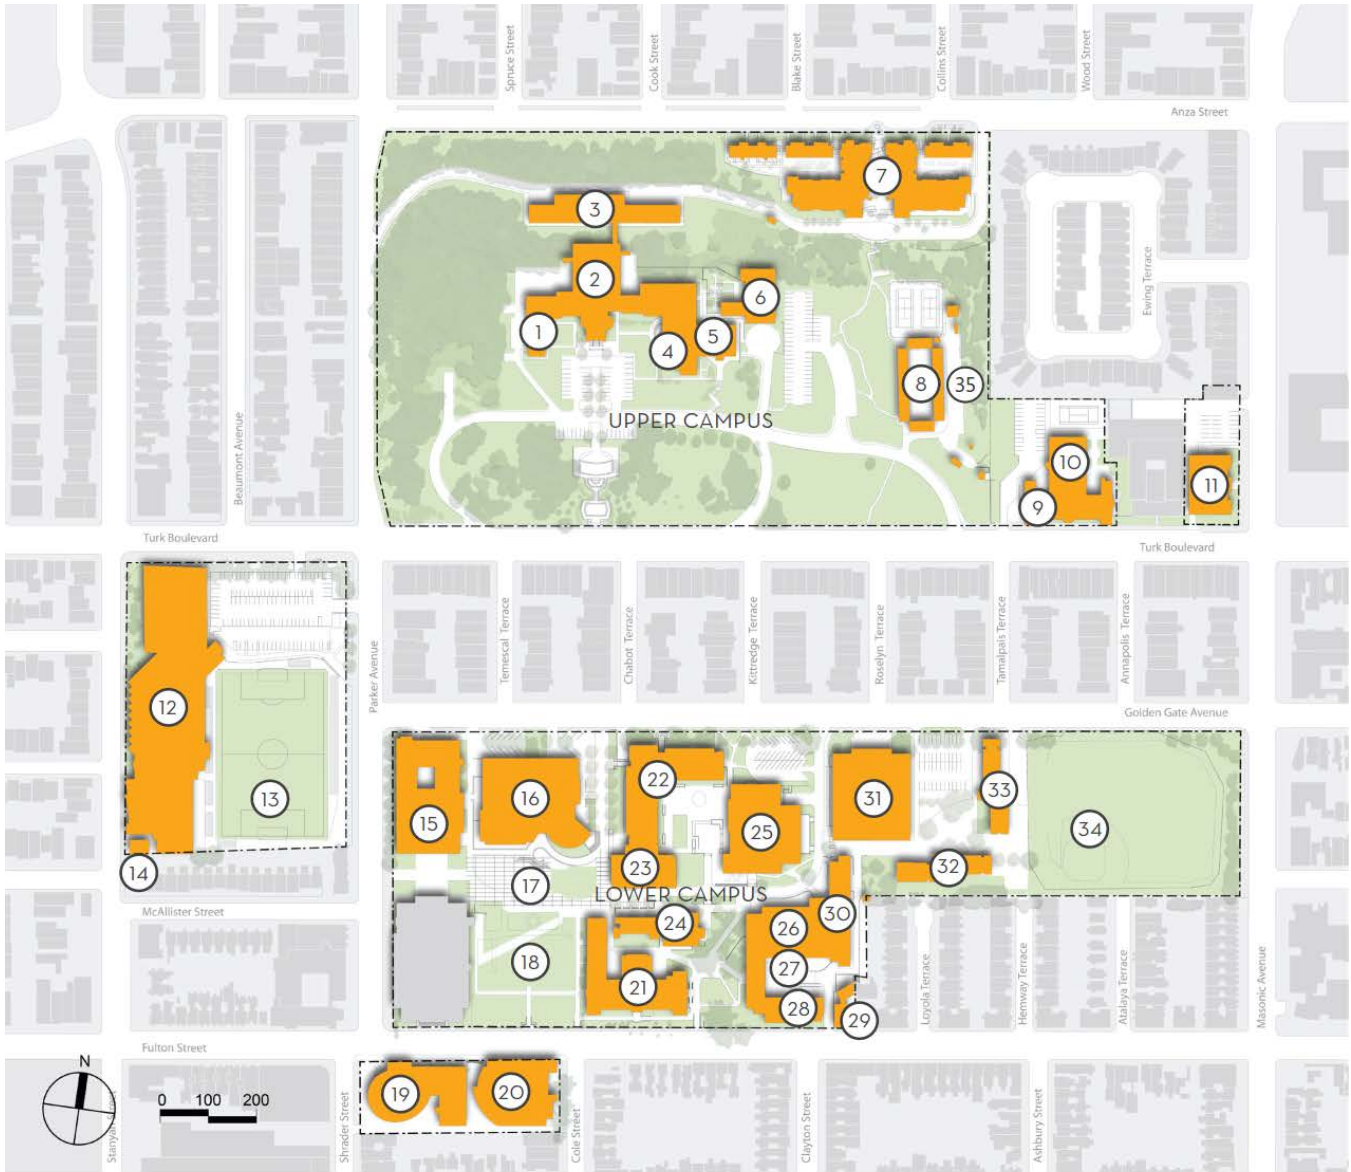 Spruce Street
Cook Street
Blake Street
Collins Street
Wood Street
Anza Street
7
3
2
6
Ewing Terrace
1
5
4
8
35
UPPER CAMPUS
Beaumont Avenue
10
11
9
Turk Boulevard
Turk Boulevard
Temescal Terrace
Chabot Terrace
Kittredge Terrace
Roselyn Terrace
Tamalpais Terrace
Annapolis Terrace
Parker Avenue
12
Golden Gate Avenue
13
22
33
16
31
15
25
34
14
23
32
17
LOWER CAMPUS
McAllister Street
24
30
26
18
27
21
28
29
Loyola Terrace
Hemway Terrace
Atalaya Terrace
Masonic Avenue
Fulton Street
N
19
20
0 100 200
Shrader Street
Cole Street
Clayton Street
Ashbury Street